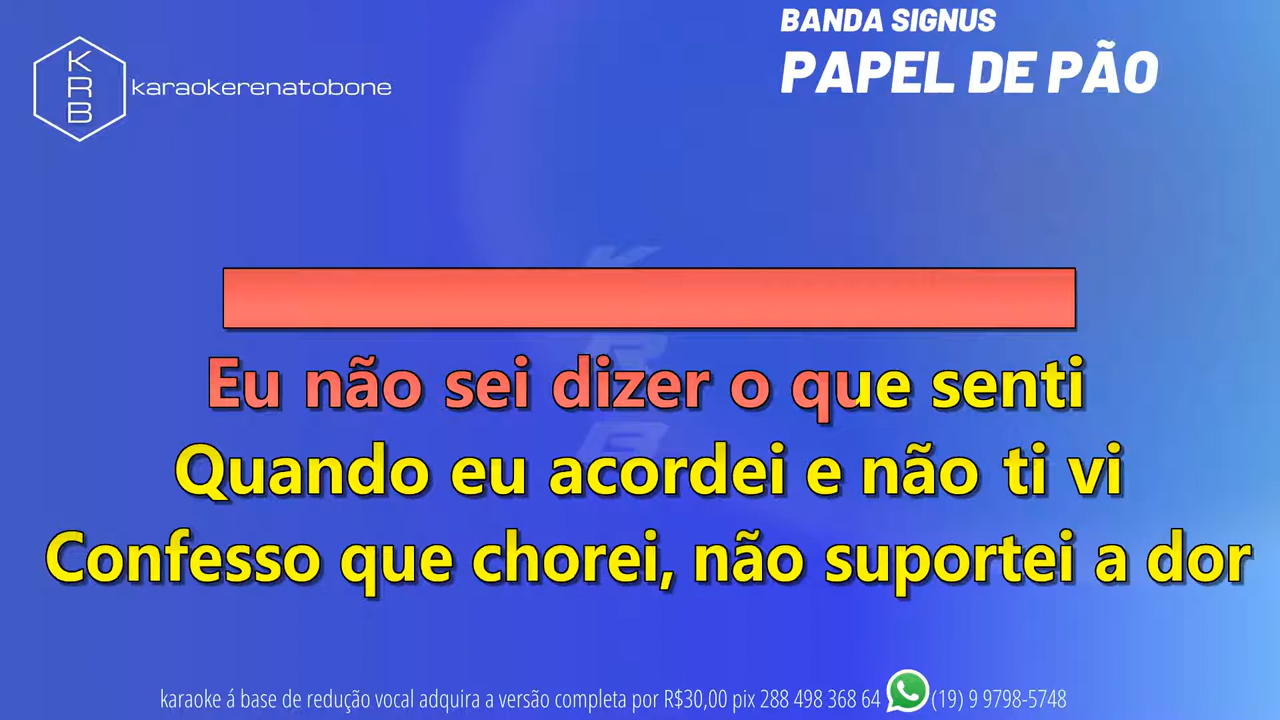 BANDA SIGNUS
PAPEL DE PÃO
KRB
karaokerenatobone
KRB
Eu não sei dizer o que senti
Quando eu acordei e não ti vi
Confesso que chorei, não suportei a dor
karaoke á base de redução vocal adquira a versão completa por R$30,00 pix 288 498 368 64 (19) 9 9798-5748